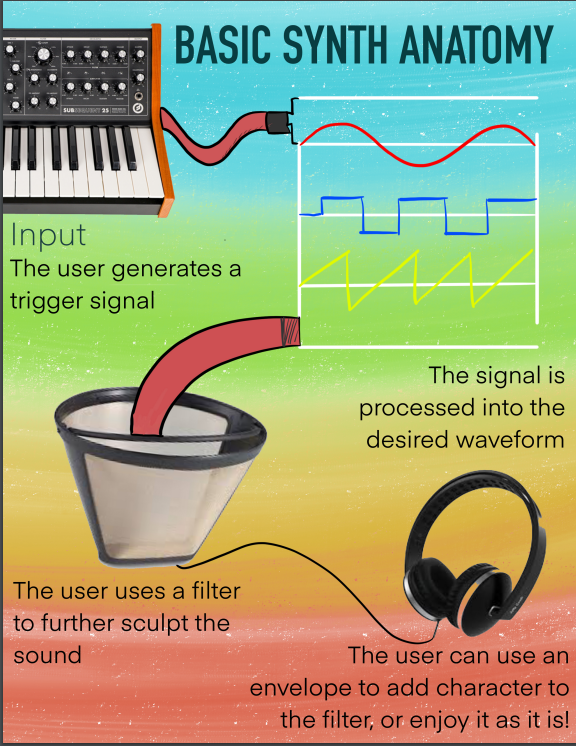 BASIC SYNTH ANATOMY
SUBSEQUENT 25
Input
The user generates a
trigger signal
The signal is
processed into the
desired waveform
The user uses a filter
to further sculpt the
sound
The user can use an
envelope to add character to
the filter, or enjoy it as it is!